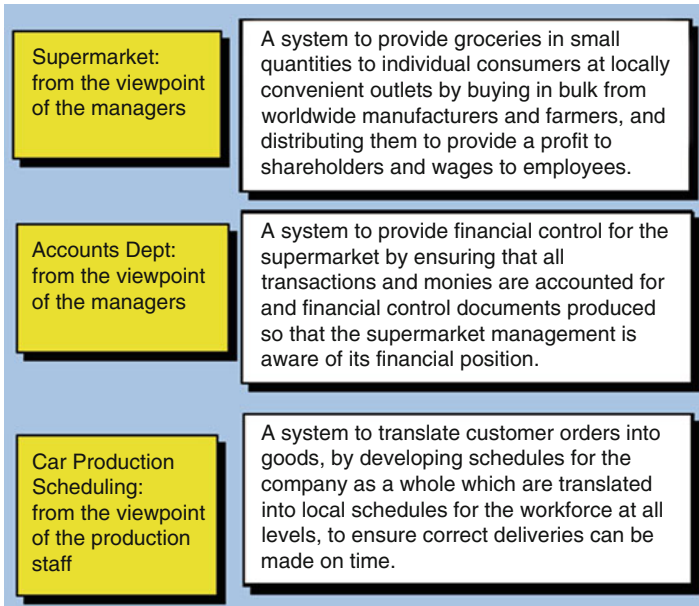 Supermarket:
from the viewpoint
of the managers
A system to provide groceries in small
quantities to individual consumers at locally
convenient outlets by buying in bulk from
worldwide manufacturers and farmers, and
distributing them to provide a profit to
shareholders and wages to employees.
Accounts Dept:
from the viewpoint
of the managers
A system to provide financial control for the
supermarket by ensuring that all
transactions and monies are accounted for
and financial control documents produced
so that the supermarket management is
aware of its financial position.
Car Production
Scheduling:
from the viewpoint
of the production
staff
A system to translate customer orders into
goods, by developing schedules for the
company as a whole which are translated
into local schedules for the workforce at all
levels, to ensure correct deliveries can be
made on time.